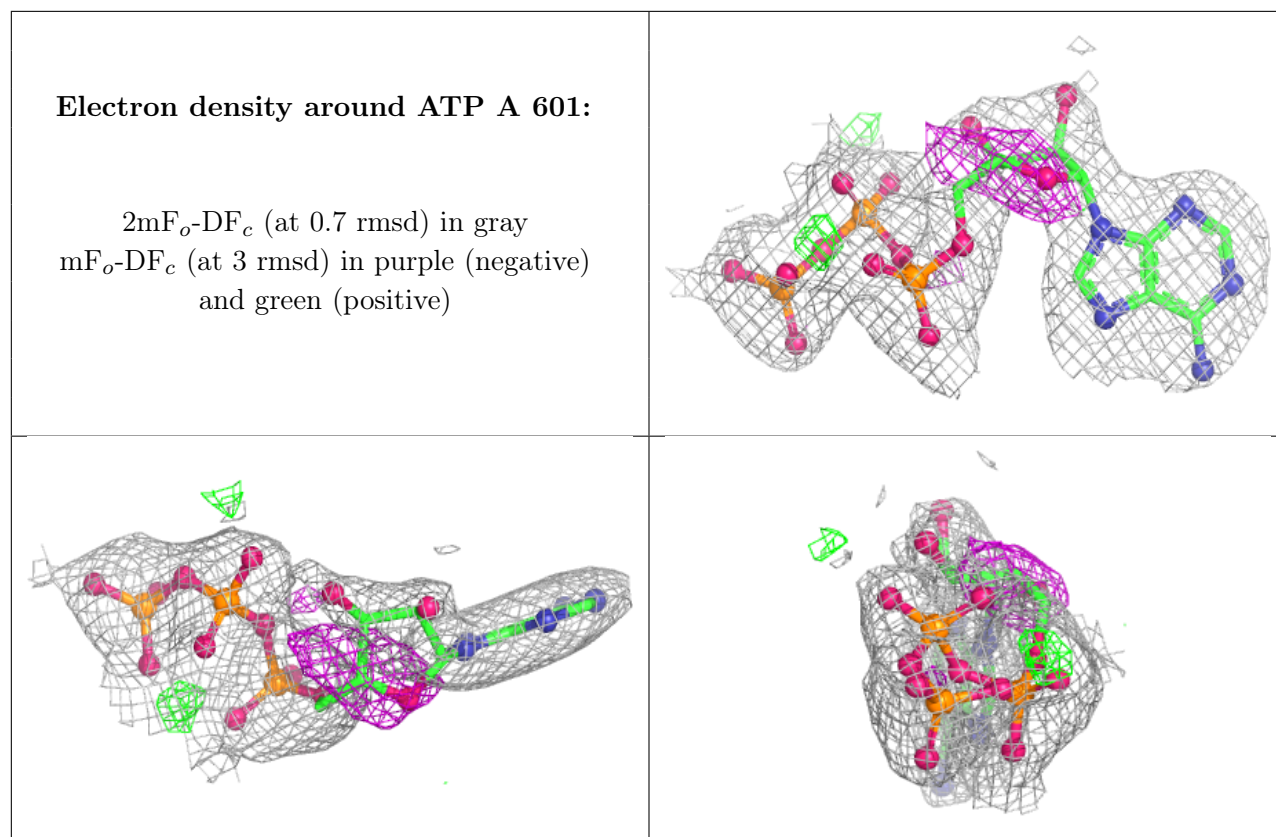 Electron density around ATP A 601:
2mFo-DFc (at 0.7 rmsd) in gray
mFo-DFc (at 3 rmsd) in purple (negative)
and green (positive)